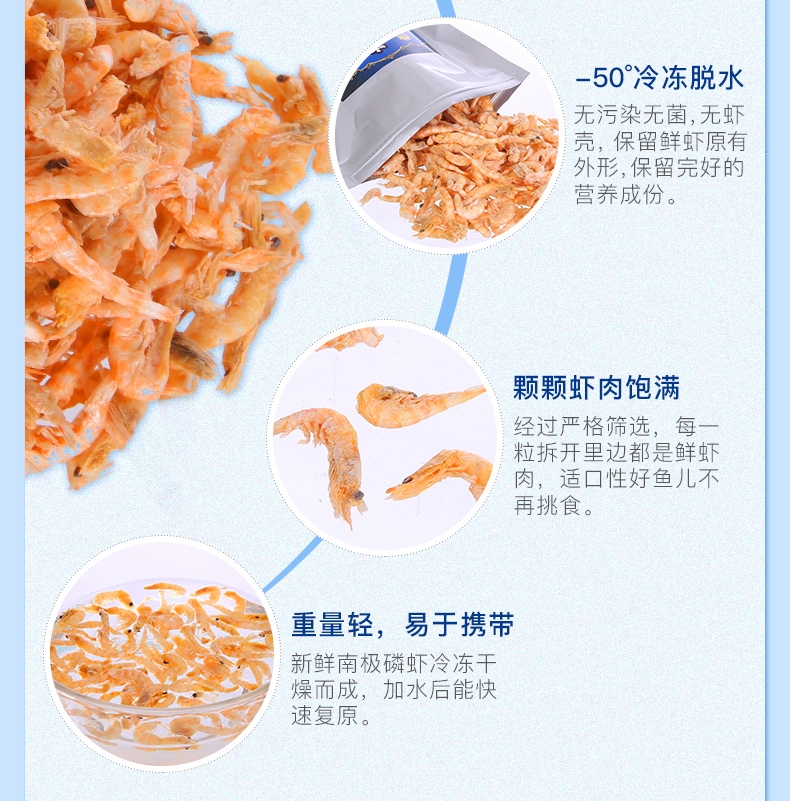 -50°冷冻脱水
无污染无菌,无虾
壳,保留鲜虾原有
外形,保留完好的
营养成份。
颗颗虾肉饱满
经过严格筛选，每一
粒拆开里边都是鲜虾
肉，适口性好鱼儿不
再挑食。
重量轻，易于携带
新鲜南极磷虾冷冻干
燥而成，加水后能快
速复原。